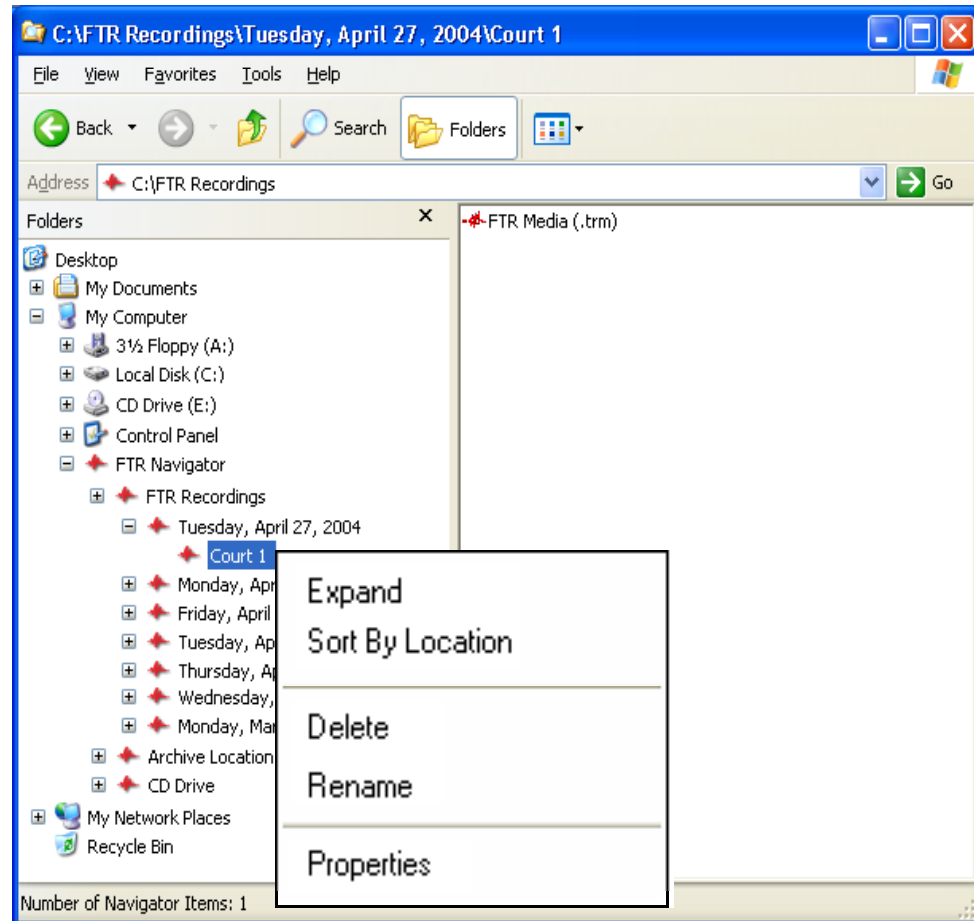 C:\FTR Recordings\Tuesday, April 27, 2004\Court 1
File View Favorites Tools Help
Back Search Folders
Address C:\FTR Recordings Go
Folders
FTR Media (.trm)
Desktop
My Documents
My Computer
3½ Floppy (A:)
Local Disk (C:)
CD Drive (E:)
Control Panel
FTR Navigator
FTR Recordings
Tuesday, April 27, 2004
Court 1
Monday, Apr
Friday, April
Tuesday, Ap
Thursday, A
Wednesday,
Monday, Mar
Archive Location
CD Drive
My Network Places
Recycle Bin
Expand
Sort By Location
Delete
Rename
Properties
Number of Navigator Items: 1